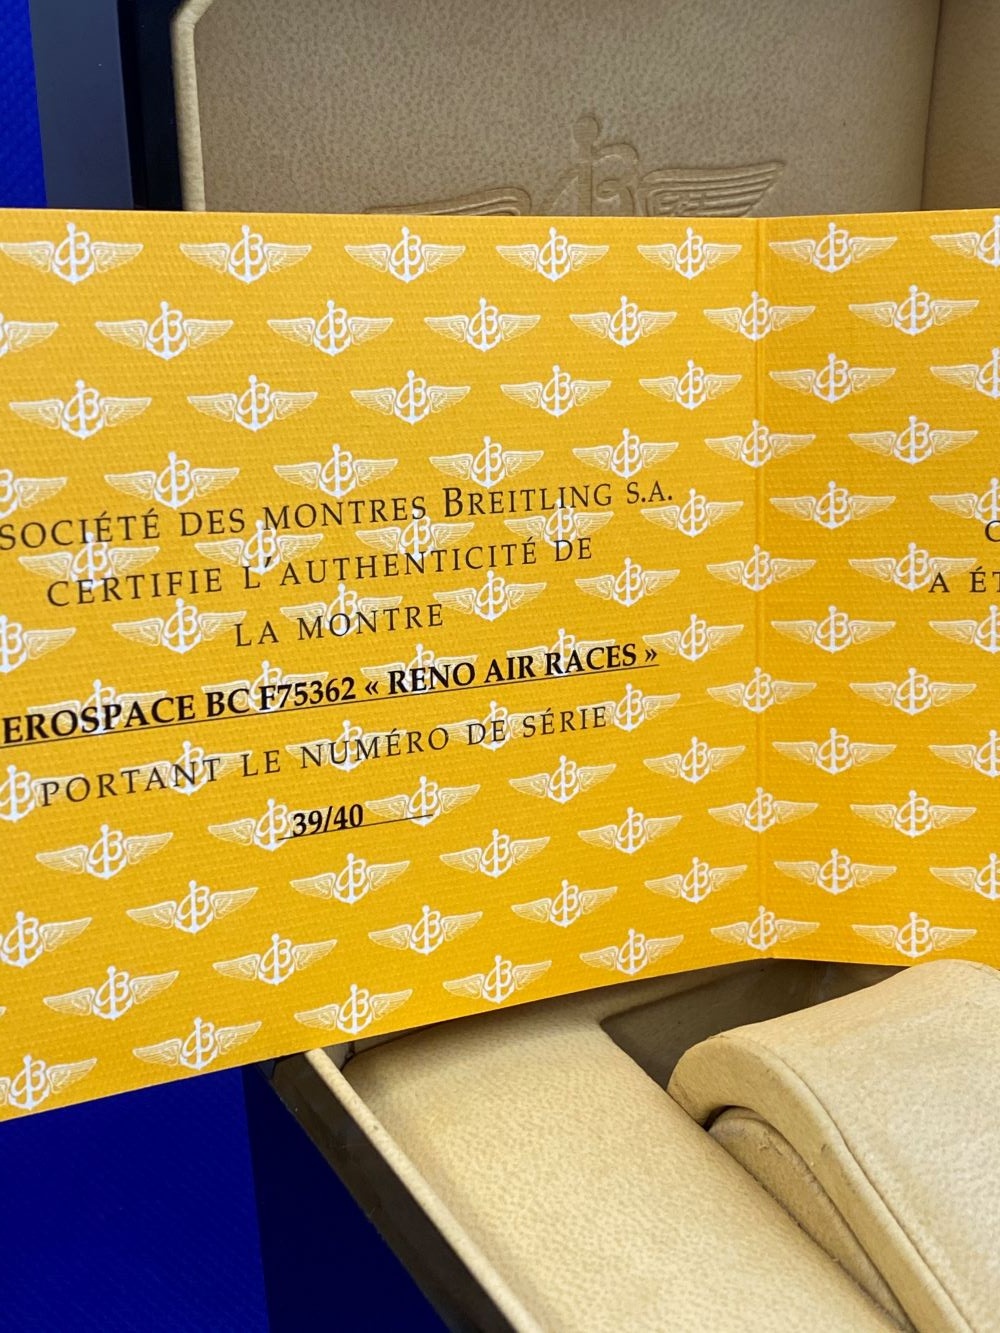 SOCIÉTÉ DES MONTRES BREITLING S.A.
CERTIFIE L'AUTHENTICITÉ DE
LA MONTRE
EROSPACE BC F75362 « RENO AIR RACES »
PORTANT LE NUMÉRO DE SÉRIE
39/40
A ÉT